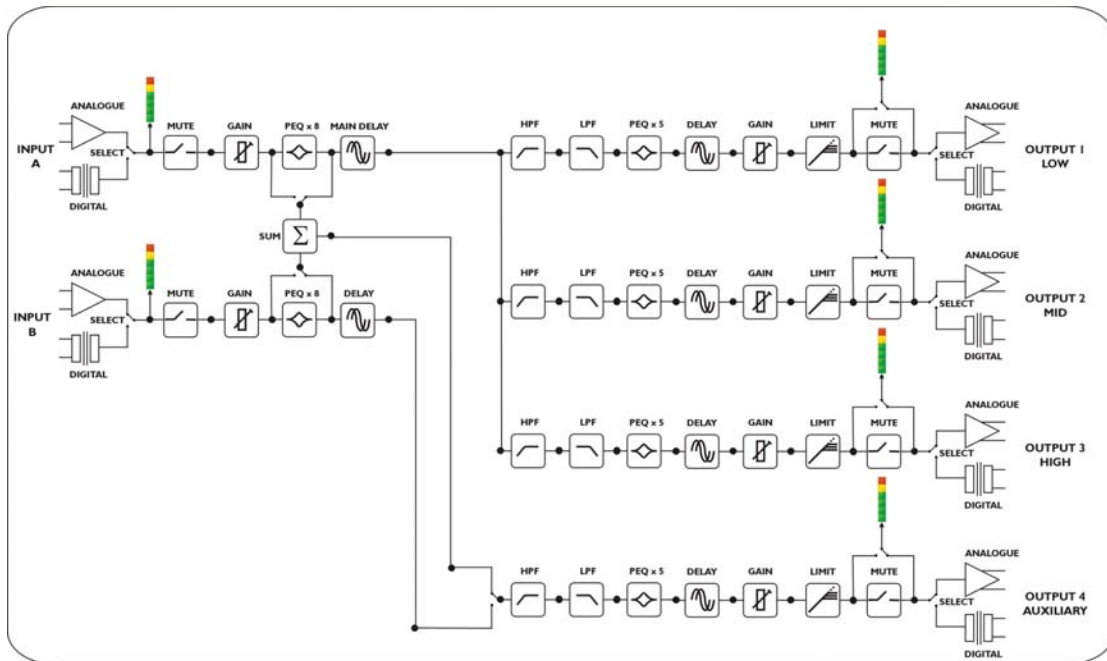 ANALOGUE
INPUT
A
SELECT
DIGITAL
MUTE
GAIN
PEQ x 8
MAIN DELAY
SUM
Σ
ANALOGUE
INPUT
B
SELECT
DIGITAL
MUTE
GAIN
PEQ x 8
DELAY
HPF
LPF
PEQ x 5
DELAY
GAIN
LIMIT
MUTE
SELECT
ANALOGUE
DIGITAL
OUTPUT 1
LOW
HPF
LPF
PEQ x 5
DELAY
GAIN
LIMIT
MUTE
SELECT
ANALOGUE
DIGITAL
OUTPUT 2
MID
HPF
LPF
PEQ x 5
DELAY
GAIN
LIMIT
MUTE
SELECT
ANALOGUE
DIGITAL
OUTPUT 3
HIGH
HPF
LPF
PEQ x 5
DELAY
GAIN
LIMIT
MUTE
SELECT
ANALOGUE
DIGITAL
OUTPUT 4
AUXILIARY